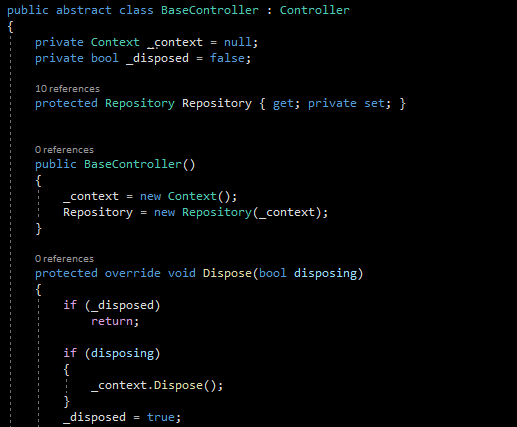 public abstract class BaseController : Controller
{
private Context _context = null;
private bool _disposed = false;
10 references
protected Repository Repository { get; private set; }
0 references
public BaseController()
{
_context = new Context();
Repository = new Repository(_context);
}
0 references
protected override void Dispose(bool disposing)
{
if (_disposed)
return;
if (disposing)
{
_context.Dispose();
}
_disposed = true;